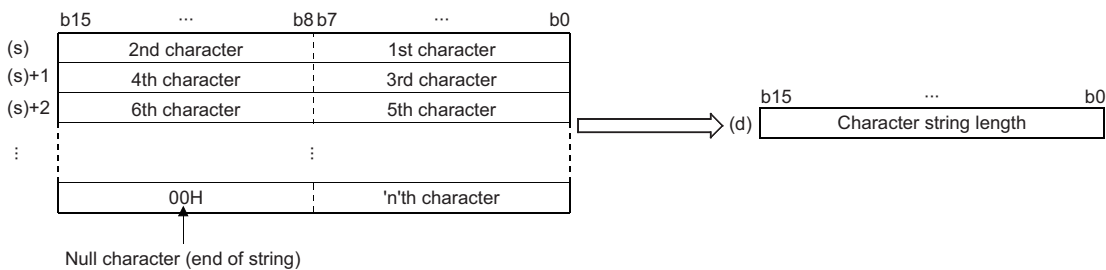 b15 ⋯ b8 b7 ⋯ b0
(s) 2nd character 1st character
(s)+1 4th character 3rd character
(s)+2 6th character 5th character
b15 ⋯ b0
(d) Character string length
⋮ ⋮
00H 'n'th character
Null character (end of string)